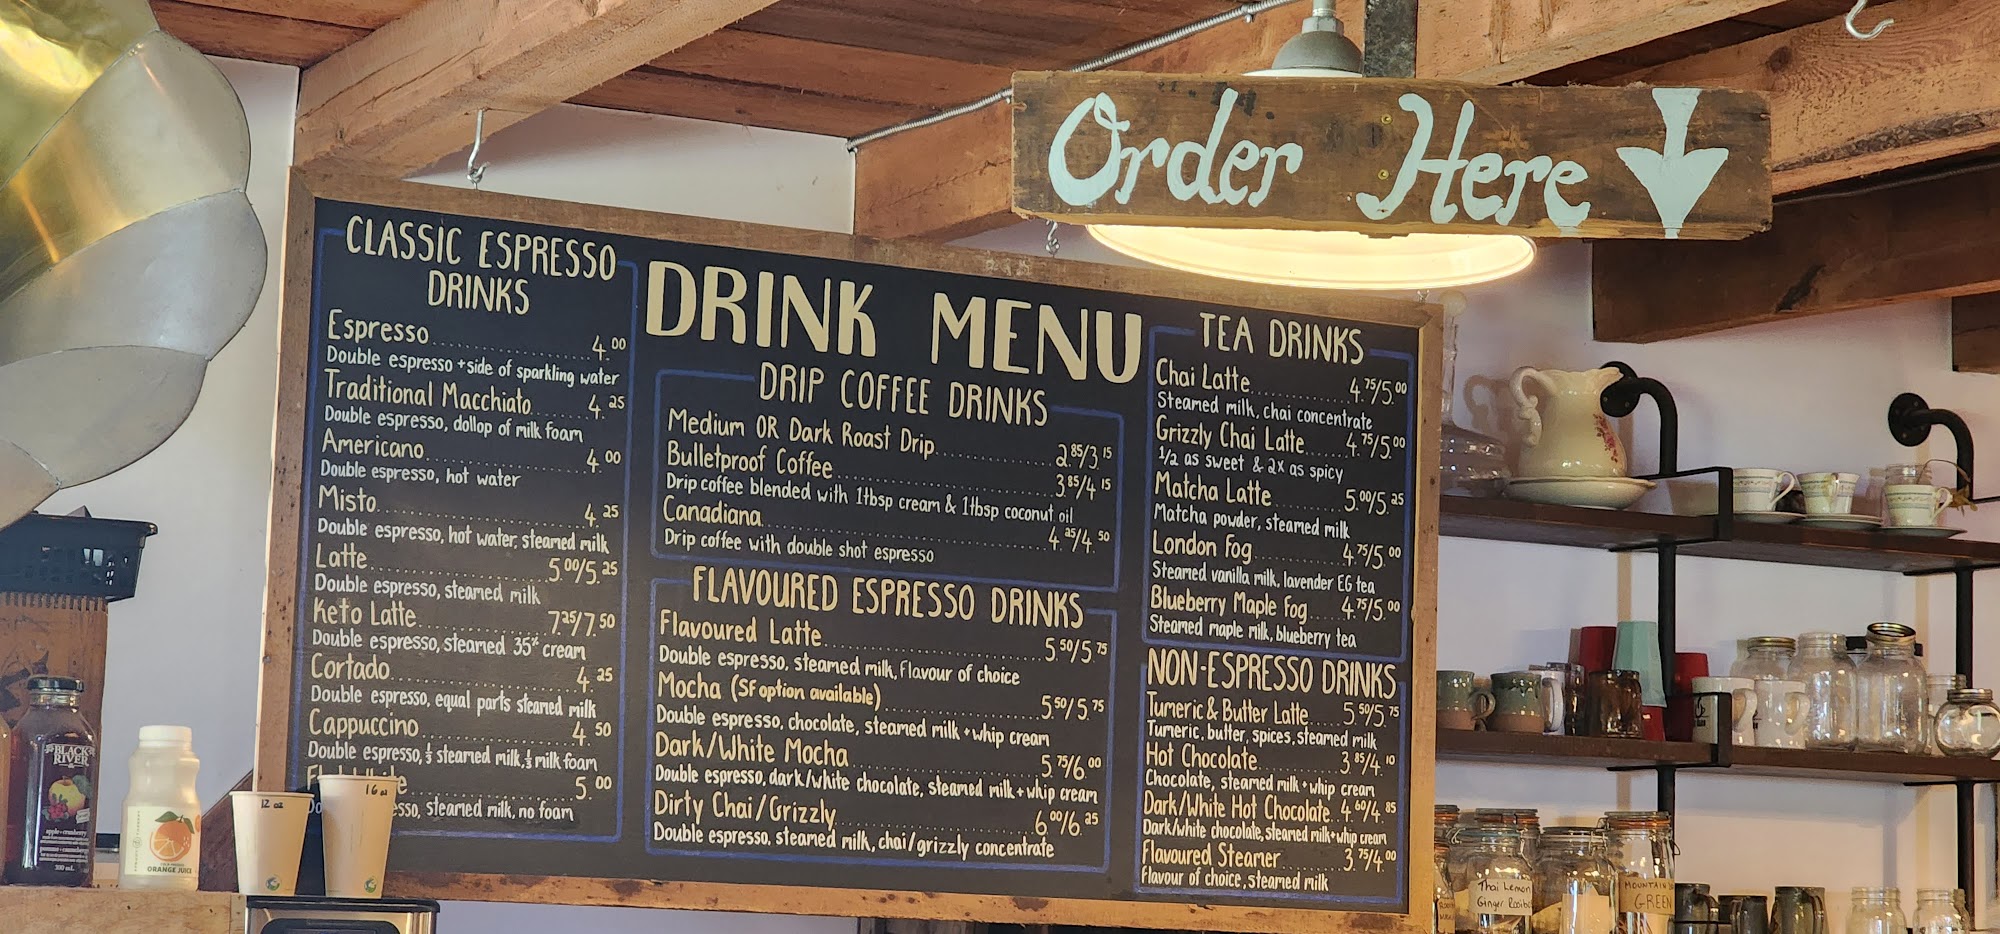 Order Here
CLASSIC ESPRESSO
DRINKS
Espresso 4.00
Double espresso + side of sparkling water
Traditional Macchiato 4.25
Double espresso, dollop of milk foam
Americano 4.00
Double espresso, hot water
Misto 4.25
Double espresso, hot water, steamed milk
Latte 5.00/5.25
Double espresso, steamed milk
Keto Latte 7.25/7.50
Double espresso, steamed 35% cream
Cortado 4.25
Double espresso, equal parts steamed milk
Cappuccino 4.50
Double espresso, ½ steamed milk, ½ milk foam
5.00
steamed milk, no foam
DRINK MENU
DRIP COFFEE DRINKS
Medium OR Dark Roast Drip 2.85/3.15
Bulletproof Coffee 3.85/4.15
Drip coffee blended with 1tbsp cream & 1tbsp coconut oil
Canadiana 4.25/4.50
Drip coffee with double shot espresso
FLAVOURED ESPRESSO DRINKS
Flavoured Latte 5.50/5.75
Double espresso, steamed milk, Flavour of choice
Mocha (SF option available) 5.50/5.75
Double espresso, chocolate, steamed milk + whip cream
Dark/White Mocha 5.75/6.00
Double espresso, dark/white chocolate, steamed milk + whip cream
Dirty Chai/Grizzly 6.00/6.25
Double espresso, steamed milk, chai/grizzly concentrate
TEA DRINKS
Chai Latte 4.75/5.00
Steamed milk, chai concentrate
Grizzly Chai Latte 4.75/5.00
1/2 as sweet & 2x as spicy
Matcha Latte 5.00/5.25
Matcha powder, steamed milk
London Fog 4.75/5.00
Steamed vanilla milk, lavender EG tea
Blueberry Maple Fog 4.75/5.00
Steamed maple milk, blueberry tea
NON-ESPRESSO DRINKS
Tumeric & Butter Latte 5.50/5.75
Tumeric, butter, spices, steamed milk
Hot Chocolate 3.85/4.10
Chocolate, steamed milk + whip cream
Dark/White Hot Chocolate 4.60/4.85
Dark/white chocolate, steamed milk + whip cream
Flavoured Steamer 3.75/4.00
Flavour of choice, steamed milk
BLACK
RIVER
apple-cranberry
300 mL
ORANGE JUICE
12 oz
16 oz
Thai Lemon
Ginger
MOUNTAIN
GREEN